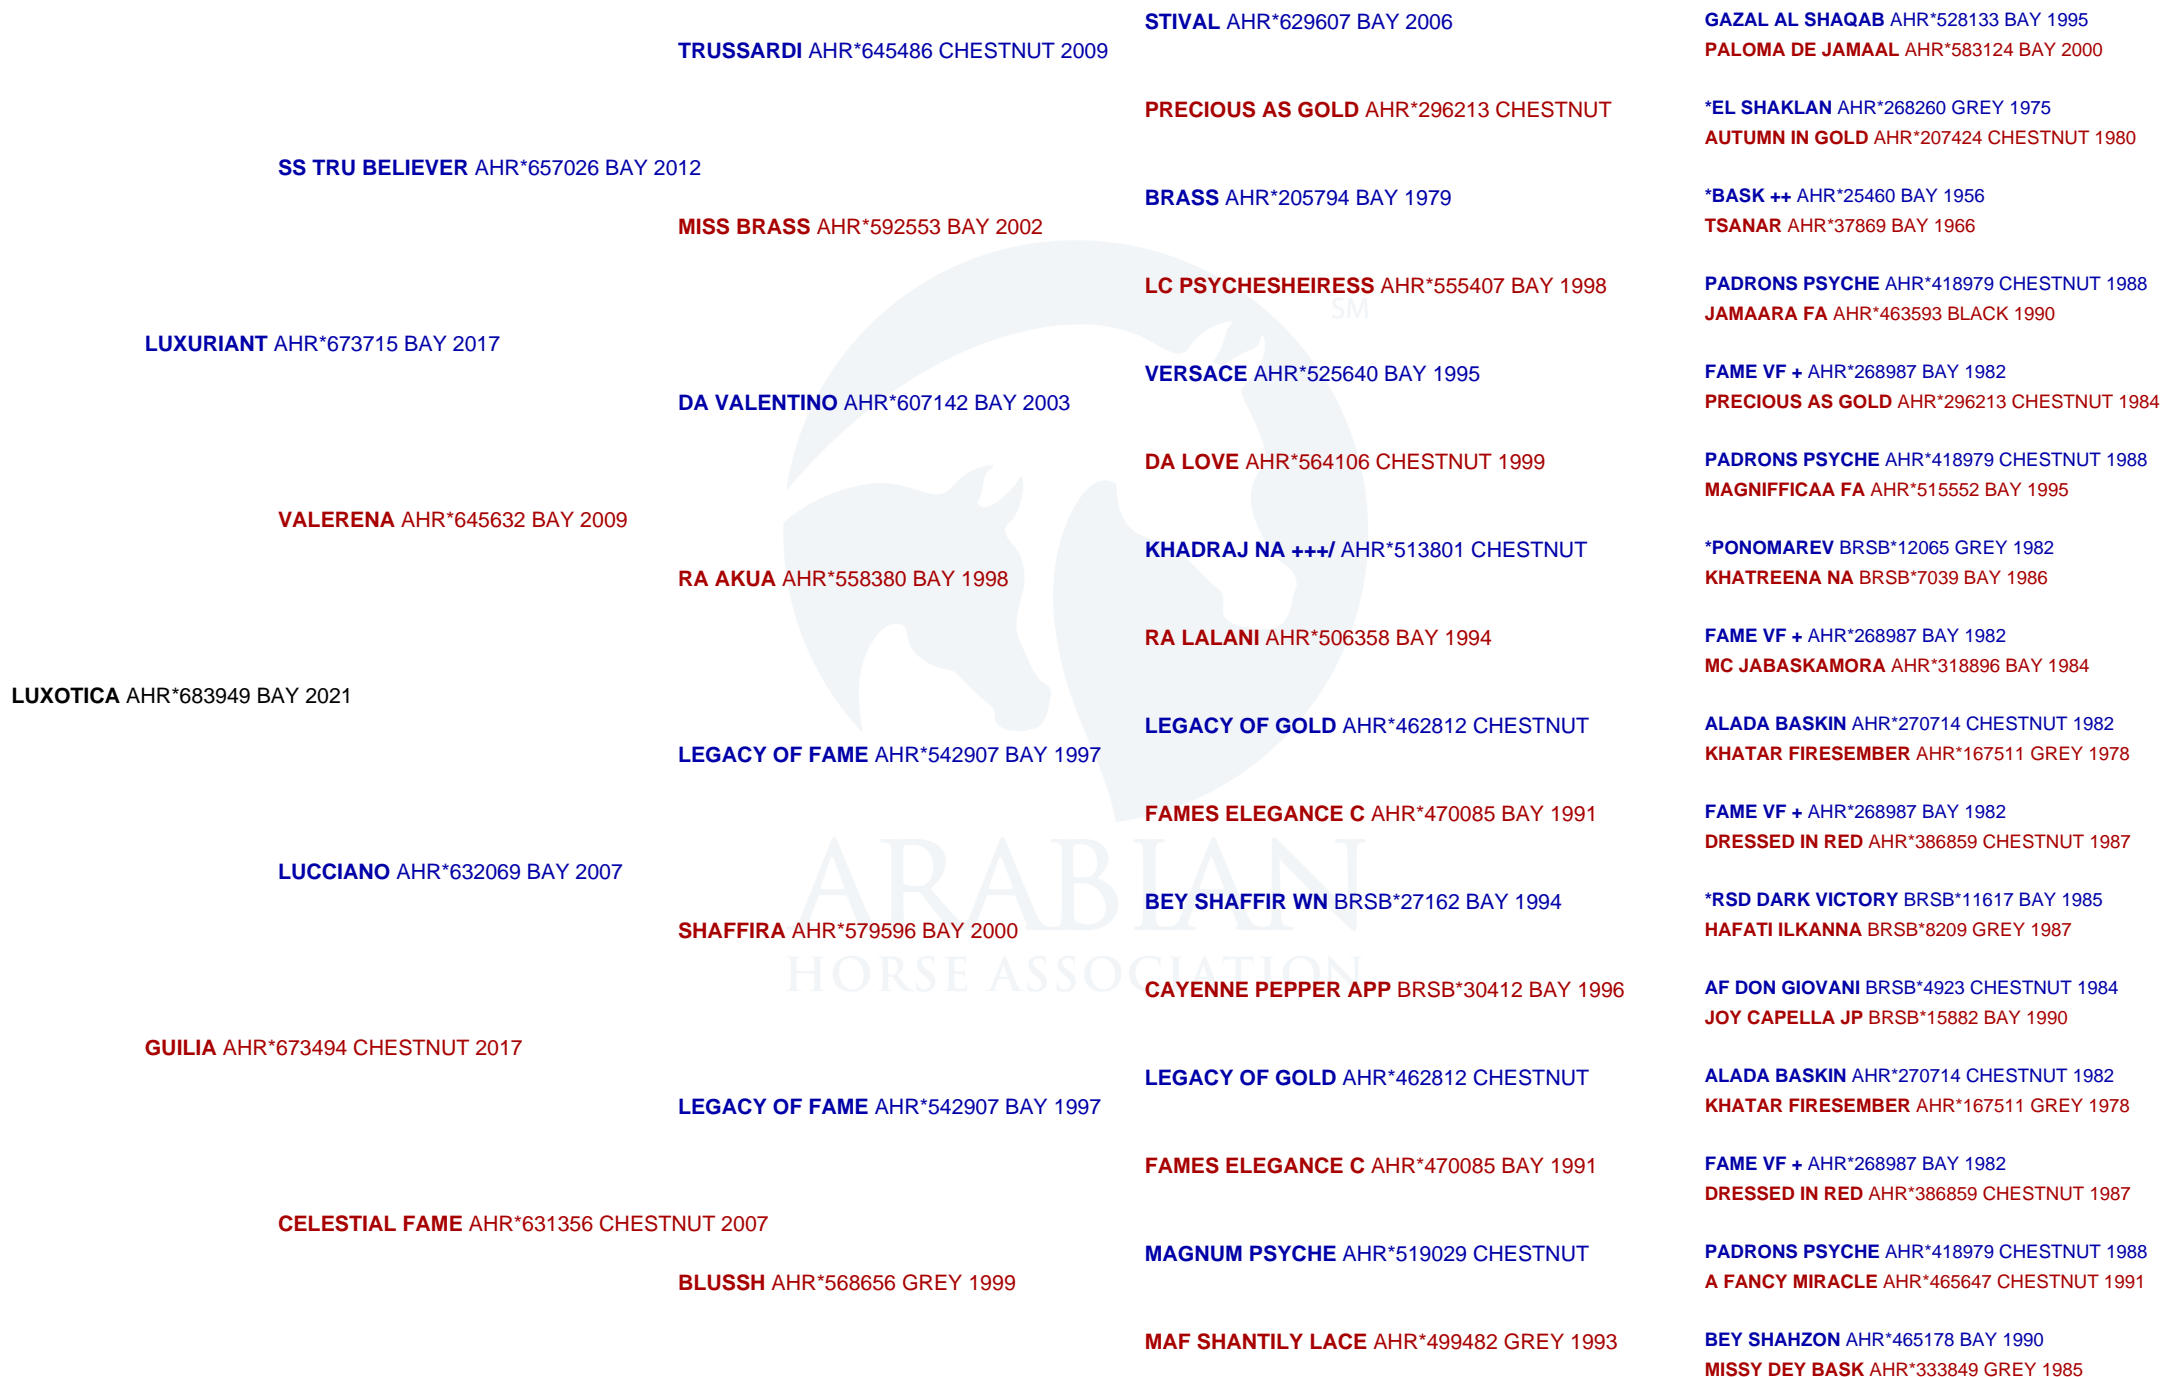 STIVAL AHR*629607 BAY 2006
GAZAL AL SHAQAB AHR*528133 BAY 1995
TRUSSARDI AHR*645486 CHESTNUT 2009
PALOMA DE JAMAAL AHR*583124 BAY 2000
PRECIOUS AS GOLD AHR*296213 CHESTNUT
*EL SHAKLAN AHR*268260 GREY 1975
AUTUMN IN GOLD AHR*207424 CHESTNUT 1980
SS TRU BELIEVER AHR*657026 BAY 2012
BRASS AHR*205794 BAY 1979
*BASK ++ AHR*25460 BAY 1956
MISS BRASS AHR*592553 BAY 2002
TSANAR AHR*37869 BAY 1966
LC PSYCHESHEIRESS AHR*555407 BAY 1998
PADRONS PSYCHE AHR*418979 CHESTNUT 1988
SM
JAMAARA FA AHR*463593 BLACK 1990
LUXURIANT AHR*673715 BAY 2017
VERSACE AHR*525640 BAY 1995
FAME VF + AHR*268987 BAY 1982
DA VALENTINO AHR*607142 BAY 2003
PRECIOUS AS GOLD AHR*296213 CHESTNUT 1984
DA LOVE AHR*564106 CHESTNUT 1999
PADRONS PSYCHE AHR*418979 CHESTNUT 1988
MAGNIFFICAA FA AHR*515552 BAY 1995
VALERENA AHR*645632 BAY 2009
KHADRAJ NA +++/ AHR*513801 CHESTNUT
*PONOMAREV BRSB*12065 GREY 1982
RA AKUA AHR*558380 BAY 1998
KHATREENA NA BRSB*7039 BAY 1986
RA LALANI AHR*506358 BAY 1994
FAME VF + AHR*268987 BAY 1982
MC JABASKAMORA AHR*318896 BAY 1984
LUXOTICA AHR*683949 BAY 2021
LEGACY OF GOLD AHR*462812 CHESTNUT
ALADA BASKIN AHR*270714 CHESTNUT 1982
LEGACY OF FAME AHR*542907 BAY 1997
KHATAR FIRESEMBER AHR*167511 GREY 1978
FAMES ELEGANCE C AHR*470085 BAY 1991
FAME VF + AHR*268987 BAY 1982
DRESSED IN RED AHR*386859 CHESTNUT 1987
LUCCIANO AHR*632069 BAY 2007
ARABIAN
BEY SHAFFIR WN BRSB*27162 BAY 1994
*RSD DARK VICTORY BRSB*11617 BAY 1985
SHAFFIRA AHR*579596 BAY 2000
HAFATI ILKANNA BRSB*8209 GREY 1987
HORSE ASSOCIATION
CAYENNE PEPPER APP BRSB*30412 BAY 1996
AF DON GIOVANI BRSB*4923 CHESTNUT 1984
JOY CAPELLA JP BRSB*15882 BAY 1990
GUILIA AHR*673494 CHESTNUT 2017
LEGACY OF GOLD AHR*462812 CHESTNUT
ALADA BASKIN AHR*270714 CHESTNUT 1982
LEGACY OF FAME AHR*542907 BAY 1997
KHATAR FIRESEMBER AHR*167511 GREY 1978
FAMES ELEGANCE C AHR*470085 BAY 1991
FAME VF + AHR*268987 BAY 1982
DRESSED IN RED AHR*386859 CHESTNUT 1987
CELESTIAL FAME AHR*631356 CHESTNUT 2007
MAGNUM PSYCHE AHR*519029 CHESTNUT
PADRONS PSYCHE AHR*418979 CHESTNUT 1988
BLUSSH AHR*568656 GREY 1999
A FANCY MIRACLE AHR*465647 CHESTNUT 1991
MAF SHANTILY LACE AHR*499482 GREY 1993
BEY SHAHZON AHR*465178 BAY 1990
MISSY DEY BASK AHR*333849 GREY 1985